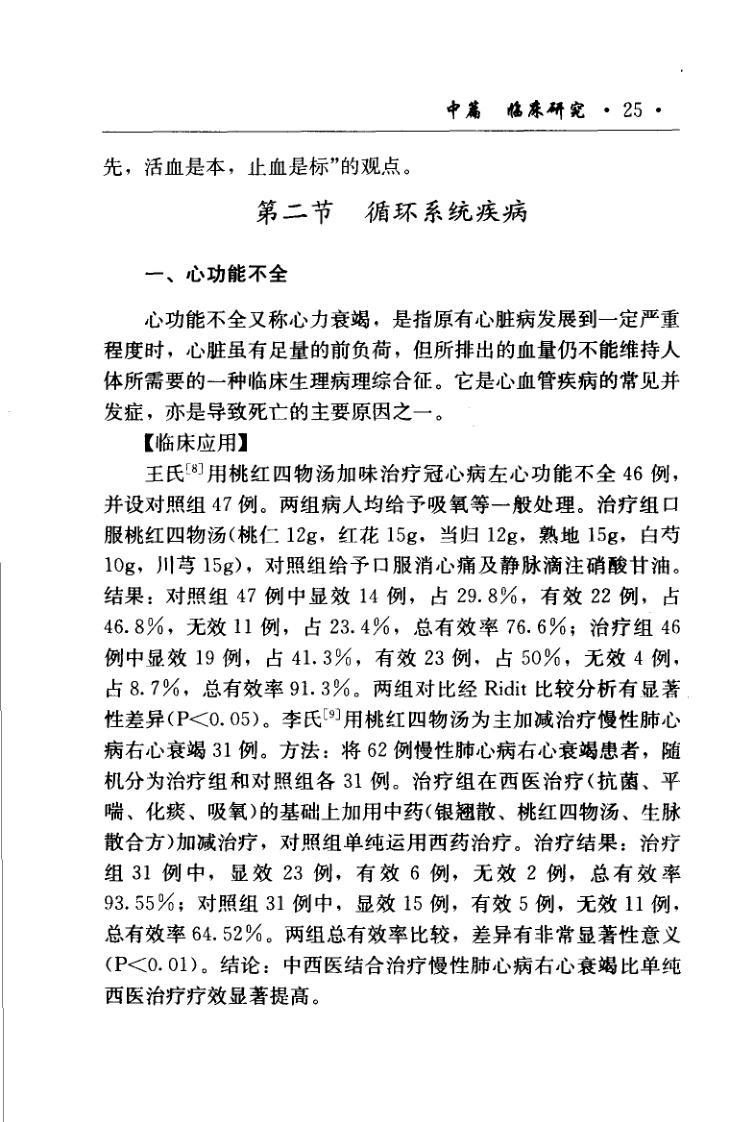 中篇 临床研究 · 25 ·
先，活血是本，止血是标”的观点。
第二节 循环系统疾病
一、心功能不全
心功能不全又称心力衰竭，是指原有心脏病发展到一定严重
程度时，心脏虽有足量的前负荷，但所排出的血量仍不能维持人
体所需要的一种临床生理病理综合征。它是心血管疾病的常见并
发症，亦是导致死亡的主要原因之一。
【临床应用】
王氏[8]用桃红四物汤加味治疗冠心病左心功能不全 46 例，
并设对照组 47 例。两组病人均给予吸氧等一般处理。治疗组口
服桃红四物汤(桃仁 12g，红花 15g，当归 12g，熟地 15g，白芍
10g，川芎 15g)，对照组给予口服消心痛及静脉滴注硝酸甘油。
结果：对照组 47 例中显效 14 例，占 29.8%，有效 22 例，占
46.8%，无效 11 例，占 23.4%，总有效率 76.6%；治疗组 46
例中显效 19 例，占 41.3%，有效 23 例，占 50%，无效 4 例，
占 8.7%，总有效率 91.3%。两组对比经 Ridit 比较分析有显著
性差异(P<0.05)。李氏[9]用桃红四物汤为主加减治疗慢性肺心
病右心衰竭 31 例。方法：将 62 例慢性肺心病右心衰竭患者，随
机分为治疗组和对照组各 31 例。治疗组在西医治疗(抗菌、平
喘、化痰、吸氧)的基础上加用中药(银翘散、桃红四物汤、生脉
散合方)加减治疗，对照组单纯运用西药治疗。治疗结果：治疗
组 31 例中，显效 23 例，有效 6 例，无效 2 例，总有效率
93.55%；对照组 31 例中，显效 15 例，有效 5 例，无效 11 例，
总有效率 64.52%。两组总有效率比较，差异有非常显著性意义
(P<0.01)。结论：中西医结合治疗慢性肺心病右心衰竭比单纯
西医治疗疗效显著提高。